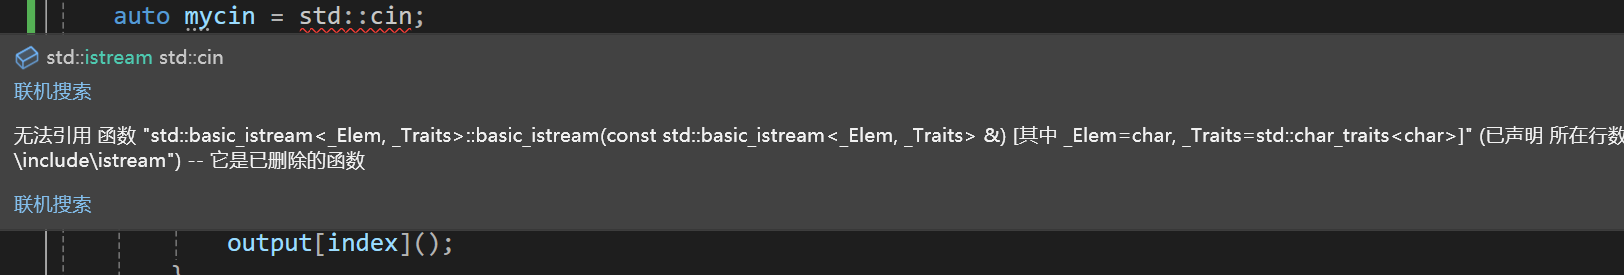 auto mycin = std::cin;
std::istream std::cin
联机搜索
无法引用 函数 "std::basic_istream<_Elem, _Traits>::basic_istream(const std::basic_istream<_Elem, _Traits> &) [其中 _Elem=char, _Traits=std::char_traits<char>]" (已声明 所在行数
\include\istream") -- 它是已删除的函数
联机搜索
output[index]();
}